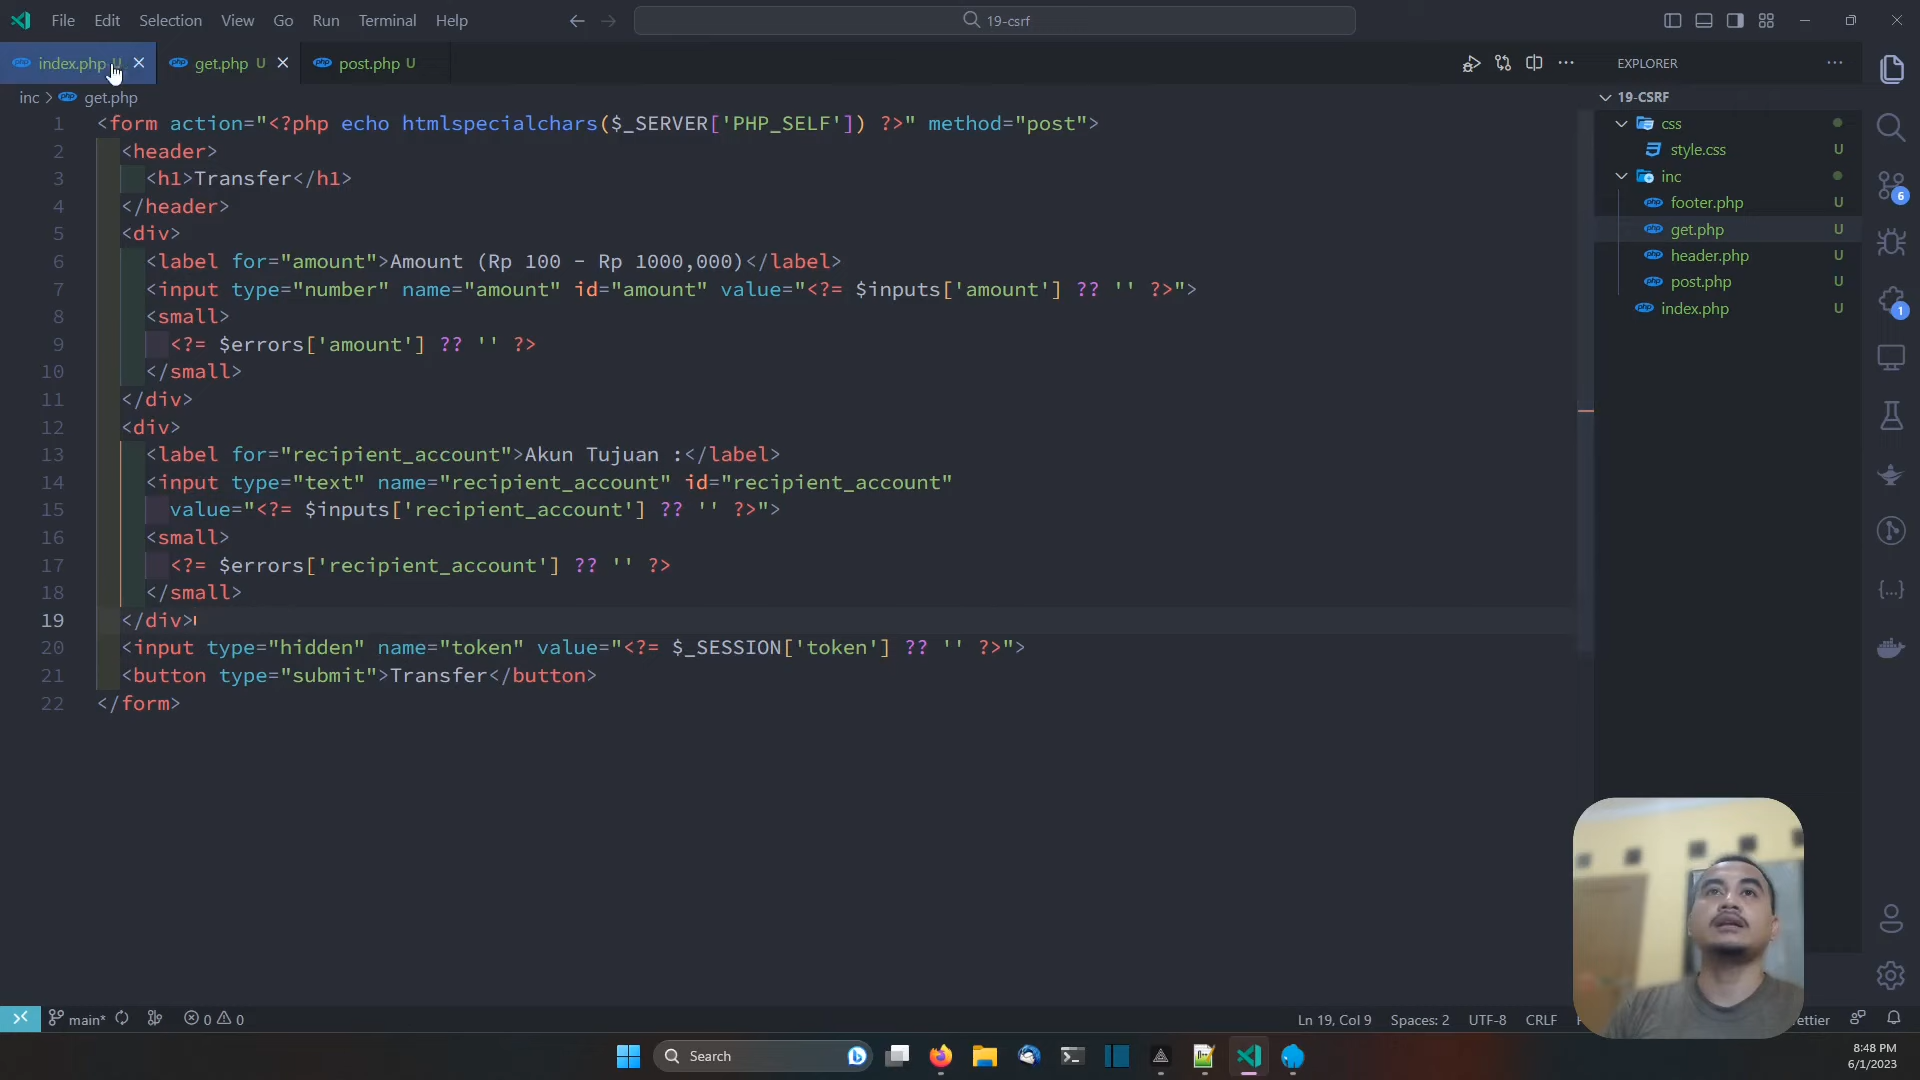 File Edit Selection View Go Run Terminal Help
19-csrf
index.php U
get.php U
post.php U
EXPLORER
inc > get.php
19-CSRF
css
style.css U
inc
footer.php U
get.php U
header.php U
post.php U
index.php U
6
1
1 <form action="<?php echo htmlspecialchars($_SERVER['PHP_SELF']) ?>" method="post">
2 <header>
3 <h1>Transfer</h1>
4 </header>
5 <div>
6 <label for="amount">Amount (Rp 100 - Rp 1000,000)</label>
7 <input type="number" name="amount" id="amount" value="<?= $inputs['amount'] ?? '' ?>">
8 <small>
9 <?= $errors['amount'] ?? '' ?>
10 </small>
11 </div>
12 <div>
13 <label for="recipient_account">Akun Tujuan :</label>
14 <input type="text" name="recipient_account" id="recipient_account"
15 value="<?= $inputs['recipient_account'] ?? '' ?>">
16 <small>
17 <?= $errors['recipient_account'] ?? '' ?>
18 </small>
19 </div>
20 <input type="hidden" name="token" value="<?= $_SESSION['token'] ?? '' ?>">
21 <button type="submit">Transfer</button>
22 </form>
main* 0 0
Ln 19, Col 9 Spaces: 2 UTF-8 CRLF
Search
8:48 PM
6/1/2023